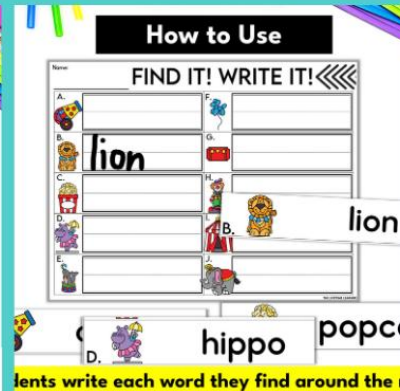 How to Use
Name:
FIND IT! WRITE IT!
A.
F.
B.
lion
G.
C.
H.
D.
I.
E.
J.
B. lion
D. hippo
popc
dents write each word they find around the